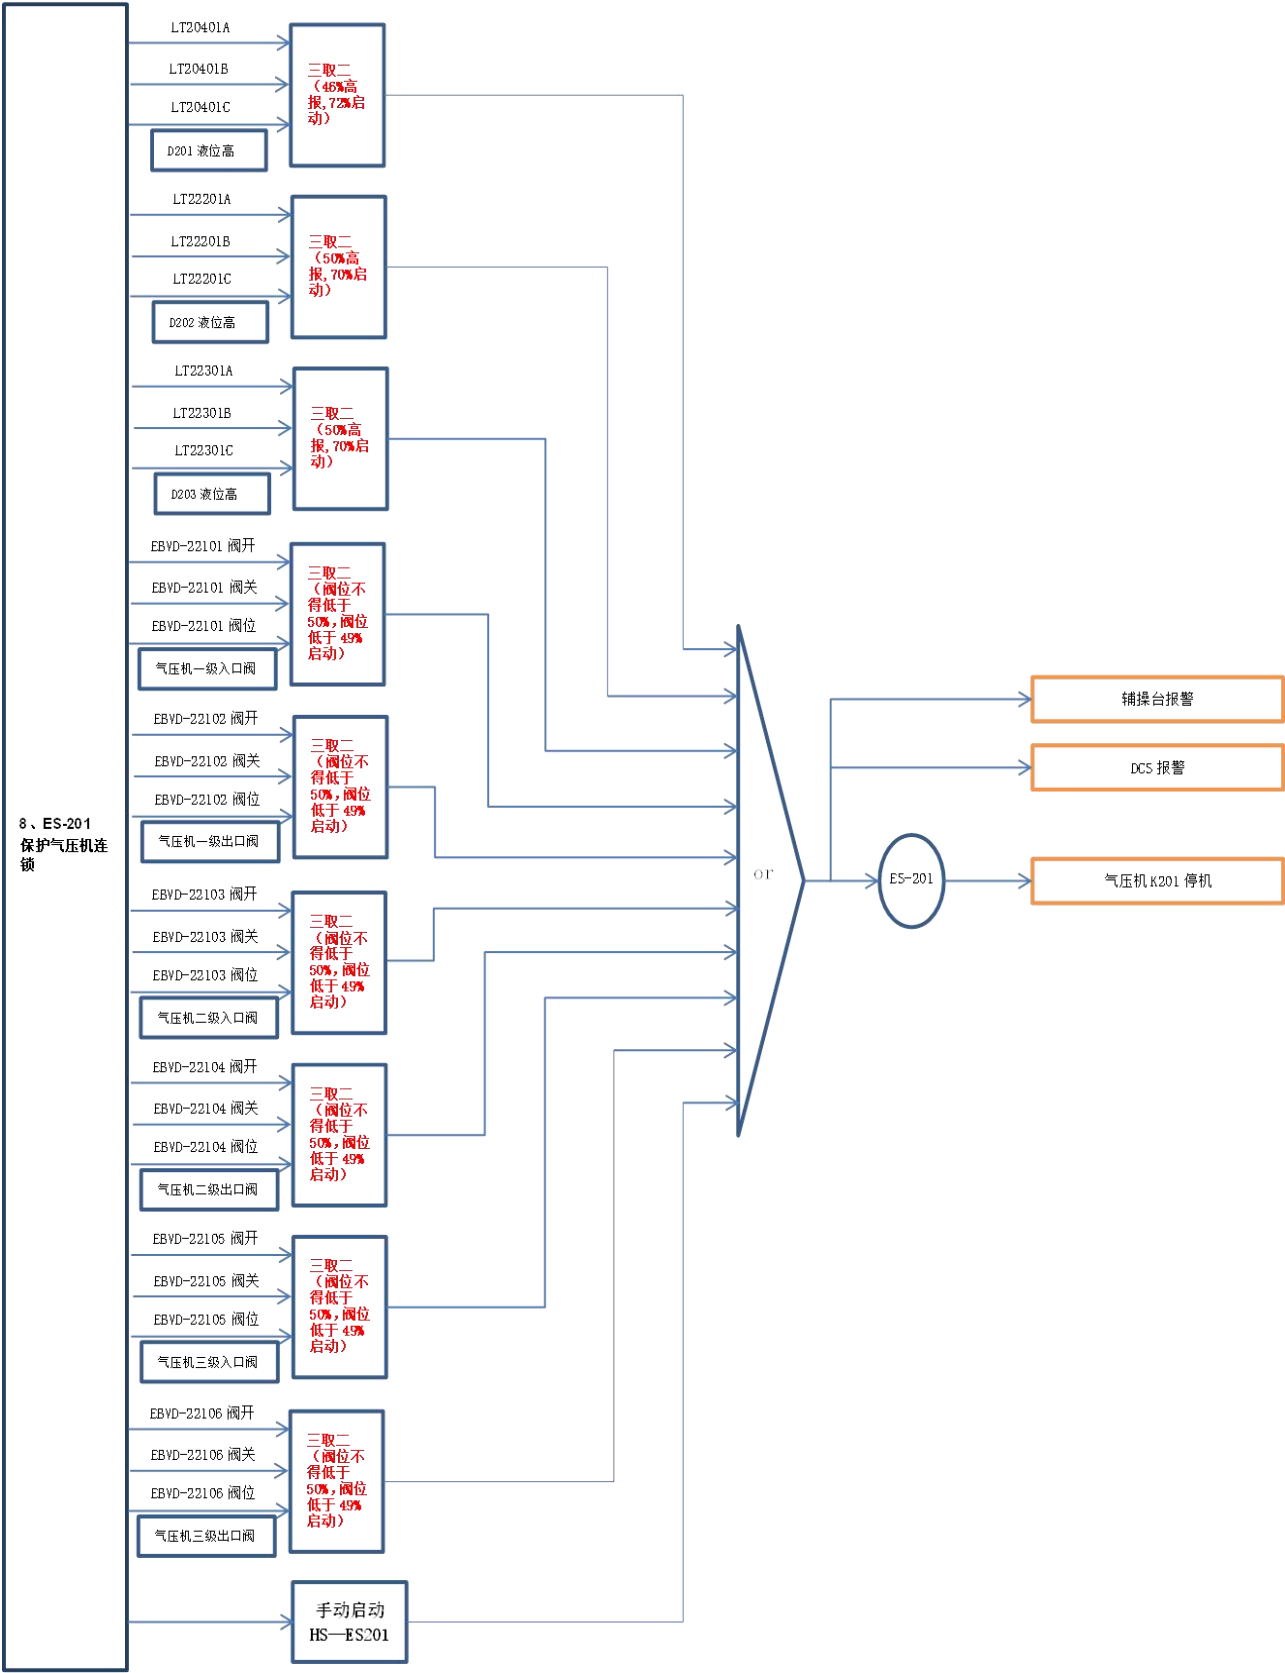 8、ES-201
保护气压机连
锁
LT20401A
LT20401B
LT20401C
D201 液位高
三取二
（46%高
报,72%启
动）
LT22201A
LT22201B
LT22201C
D202 液位高
三取二
（50%高
报,70%启
动）
LT22301A
LT22301B
LT22301C
D203 液位高
三取二
（50%高
报,70%启
动）
EBVD-22101 阀开
EBVD-22101 阀关
EBVD-22101 阀位
气压机一级入口阀
三取二
（阀位不
得低于
50%，阀位
低于 49%
启动）
EBVD-22102 阀开
EBVD-22102 阀关
EBVD-22102 阀位
气压机一级出口阀
三取二
（阀位不
得低于
50%，阀位
低于 49%
启动）
EBVD-22103 阀开
EBVD-22103 阀关
EBVD-22103 阀位
气压机二级入口阀
三取二
（阀位不
得低于
50%，阀位
低于 49%
启动）
EBVD-22104 阀开
EBVD-22104 阀关
EBVD-22104 阀位
气压机二级出口阀
三取二
（阀位不
得低于
50%，阀位
低于 49%
启动）
EBVD-22105 阀开
EBVD-22105 阀关
EBVD-22105 阀位
气压机三级入口阀
三取二
（阀位不
得低于
50%，阀位
低于 49%
启动）
EBVD-22106 阀开
EBVD-22106 阀关
EBVD-22106 阀位
气压机三级出口阀
三取二
（阀位不
得低于
50%，阀位
低于 49%
启动）
手动启动
HS—ES201
or
ES-201
辅操台报警
DCS 报警
气压机 K201 停机